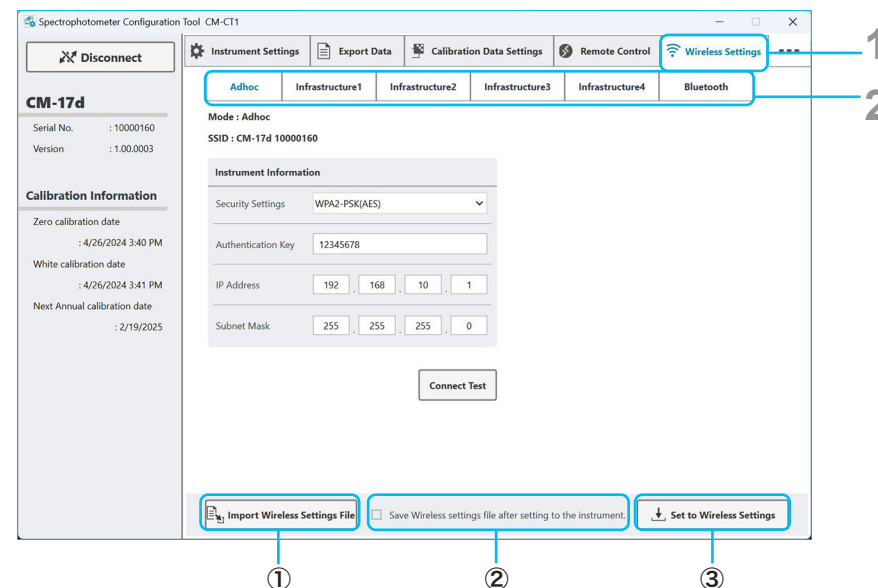 Spectrophotometer Configuration Tool CM-CT1
Disconnect
Instrument Settings
Export Data
Calibration Data Settings
Remote Control
Wireless Settings
1
Adhoc
Infrastructure1
Infrastructure2
Infrastructure3
Infrastructure4
Bluetooth
2
CM-17d
Serial No. : 10000160
Version : 1.00.0003
Calibration Information
Zero calibration date
: 4/26/2024 3:40 PM
White calibration date
: 4/26/2024 3:41 PM
Next Annual calibration date
: 2/19/2025
Mode : Adhoc
SSID : CM-17d 10000160
Instrument Information
Security Settings WPA2-PSK(AES)
Authentication Key 12345678
IP Address 192 . 168 . 10 . 1
Subnet Mask 255 . 255 . 255 . 0
Connect Test
Import Wireless Settings File
Save Wireless settings file after setting to the instrument.
Set to Wireless Settings
① ② ③